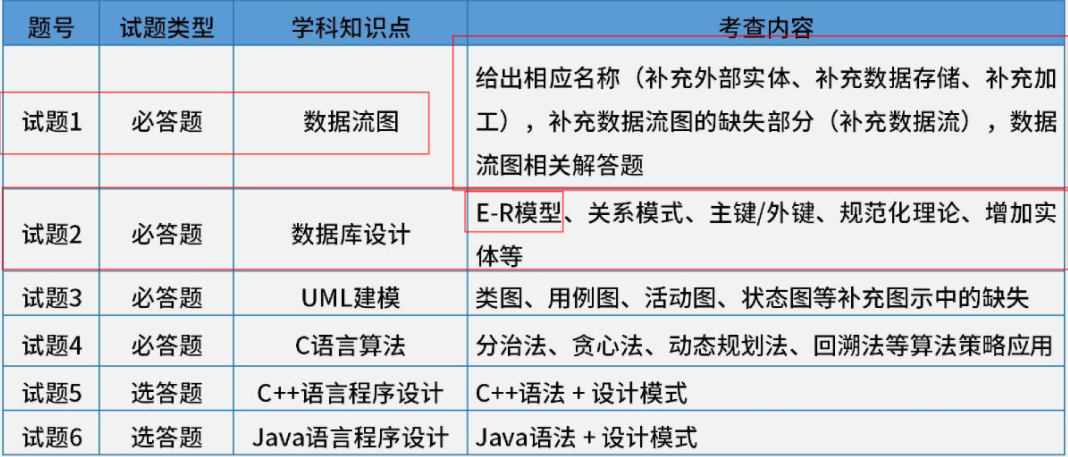 题号 试题类型 学科知识点 考查内容
试题1 必答题 数据流图 给出相应名称（补充外部实体、补充数据存储、补充加
工），补充数据流图的缺失部分（补充数据流），数据
流图相关解答题
试题2 必答题 数据库设计 E-R模型、关系模式、主键/外键、规范化理论、增加实
体等
试题3 必答题 UML建模 类图、用例图、活动图、状态图等补充图示中的缺失
试题4 必答题 C语言算法 分治法、贪心法、动态规划法、回溯法等算法策略应用
试题5 选答题 C++语言程序设计 C++语法 + 设计模式
试题6 选答题 Java语言程序设计 Java语法 + 设计模式